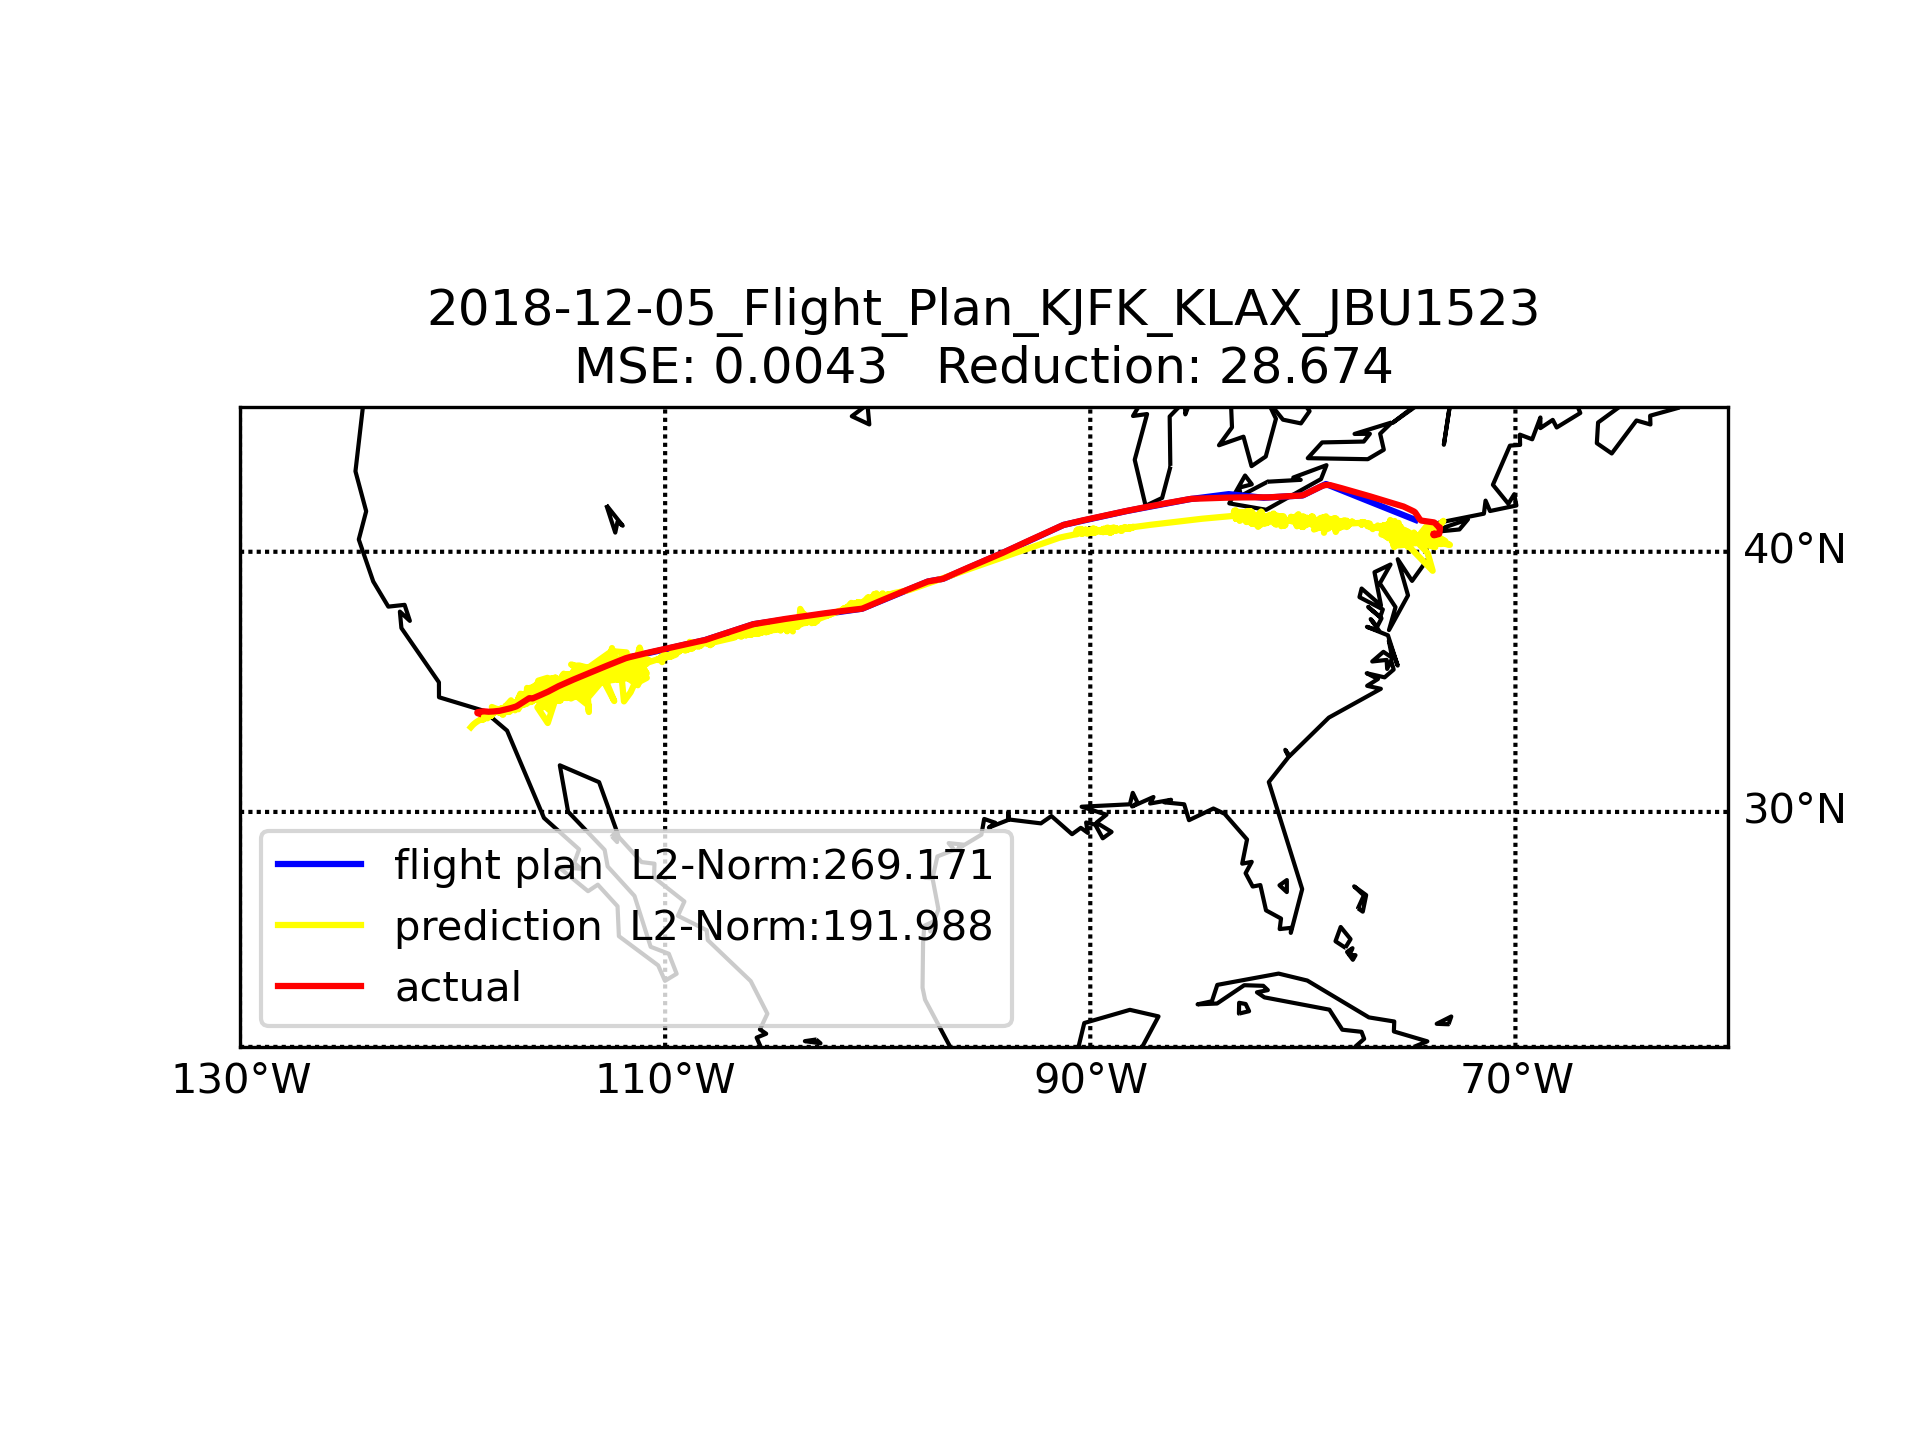 2018-12-05_Flight_Plan_KJFK_KLAX_JBU1523
MSE: 0.0043   Reduction: 28.674
40°N
30°N
flight plan  L2-Norm:269.171
prediction  L2-Norm:191.988
actual
130°W
110°W
90°W
70°W